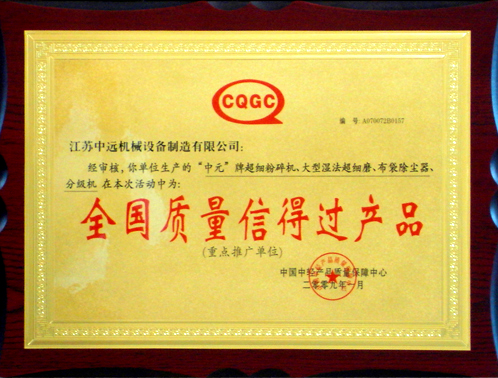 CQGC
编 号: A070072B0157
江苏中远机械设备制造有限公司:
经审核, 你单位生产的 “中元” 牌超细粉碎机、大型湿法超细磨、布袋除尘器、
分级机 在本次活动中为:
全国质量信得过产品
(重点推广单位)
中国中轻产品质量保障中心
二零零九年一月